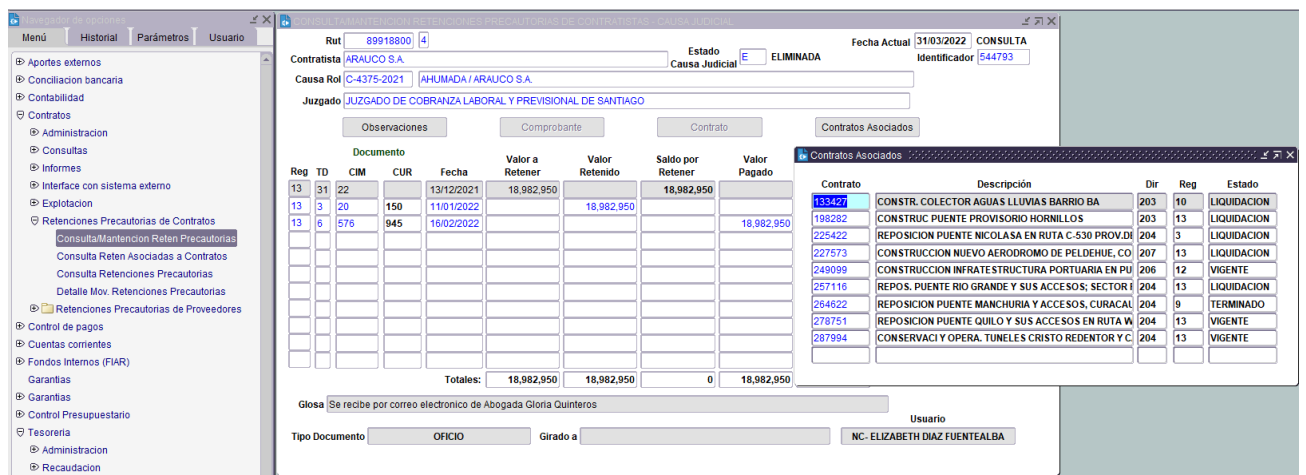 Navegador de opciones
Menú Historial Parámetros Usuario
Aportes externos
Conciliacion bancaria
Contabilidad
Contratos
Administracion
Consultas
Informes
Interface con sistema externo
Explotacion
Retenciones Precautorias de Contratos
Consulta/Mantencion Reten Precautorias
Consulta Reten Asociadas a Contratos
Consulta Retenciones Precautorias
Detalle Mov. Retenciones Precautorias
Retenciones Precautorias de Proveedores
Control de pagos
Cuentas corrientes
Fondos Internos (FIAR)
Garantias
Garantias
Control Presupuestario
Tesoreria
Administracion
Recaudacion
CONSULTA/MANTENCION RETENCIONES PRECAUTORIAS DE CONTRATISTAS - CAUSA JUDICIAL
Rut 89918800 4
Fecha Actual 31/03/2022 CONSULTA
Contratista ARAUCO S.A.
Estado Causa Judicial E ELIMINADA
Identificador 544793
Causa Rol C-4375-2021 AHUMADA / ARAUCO S.A.
Juzgado JUZGADO DE COBRANZA LABORAL Y PREVISIONAL DE SANTIAGO
Observaciones Comprobante Contrato Contratos Asociados
Documento
Reg TD CIM CUR Fecha Valor a Retener Valor Retenido Saldo por Retener Valor Pagado
13 31 22 13/12/2021 18,982,950 18,982,950
13 3 20 150 11/01/2022 18,982,950
13 6 576 945 16/02/2022 18,982,950
Totales: 18,982,950 18,982,950 0 18,982,950
Glosa Se recibe por correo electronico de Abogada Gloria Quinteros
Usuario
Tipo Documento OFICIO Girado a NC- ELIZABETH DIAZ FUENTEALBA
Contratos Asociados
Contrato Descripción Dir Reg Estado
133427 CONSTR. COLECTOR AGUAS LLUVIAS BARRIO BA 203 10 LIQUIDACION
198282 CONSTRUC PUENTE PROVISORIO HORNILLOS 203 13 LIQUIDACION
225422 REPOSICION PUENTE NICOLASA EN RUTA C-530 PROV.DE 204 3 LIQUIDACION
227573 CONSTRUCCION NUEVO AERODROMO DE PELDEHUE, CO 207 13 LIQUIDACION
249099 CONSTRUCCION INFRATESTRUCTURA PORTUARIA EN PU 206 12 VIGENTE
257116 REPOS. PUENTE RIO GRANDE Y SUS ACCESOS; SECTOR 204 13 LIQUIDACION
264622 REPOSICION PUENTE MANCHURIA Y ACCESOS, CURACAU 204 9 TERMINADO
278751 REPOSICION PUENTE QUILO Y SUS ACCESOS EN RUTA W 204 13 VIGENTE
287994 CONSERVACI Y OPERA. TUNELES CRISTO REDENTOR Y C 204 13 VIGENTE